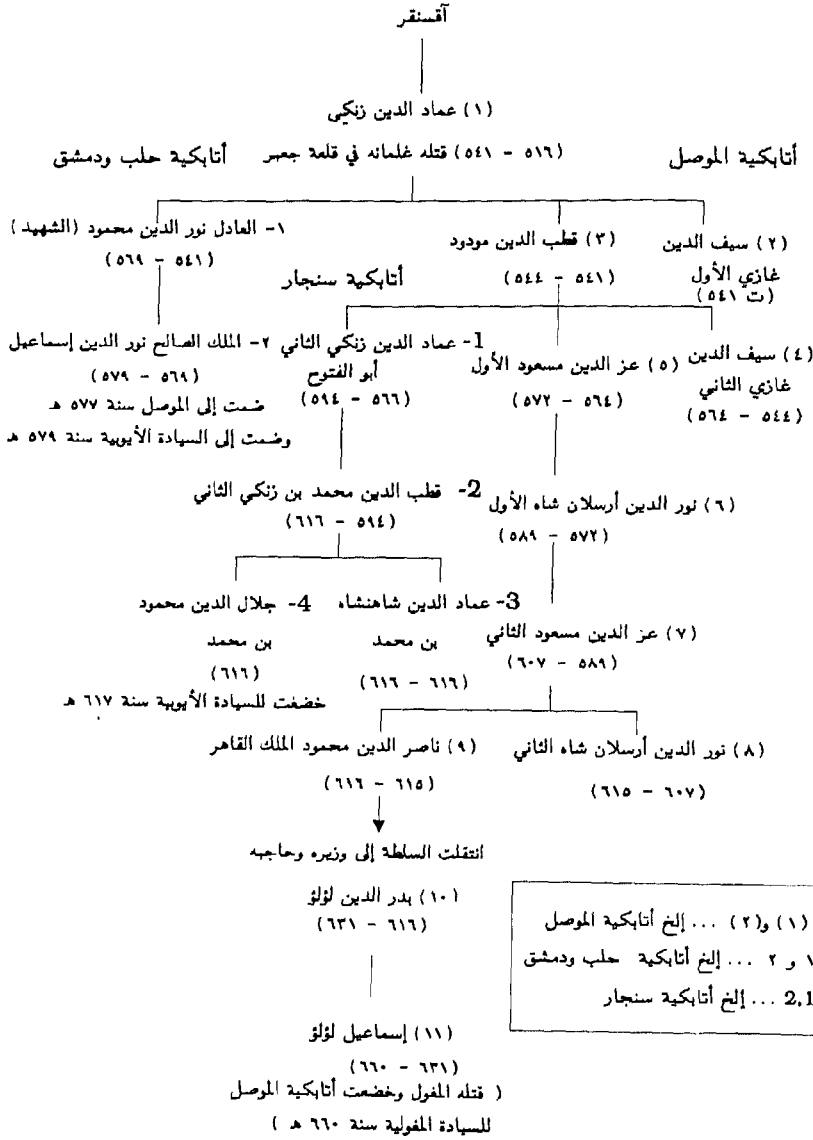 آقسنقر
(١) عماد الدين زنكي
(٥١٦ - ٥٤١) قتله غلمانه في قلعة جعبر
أتابكية الموصل
أتابكية حلب ودمشق
(٢) سيف الدين
غازي الأول
(ت ٥٤١)
(٣) قطب الدين مودود
(٥٤١ - ٥٤٤)
١- العادل نور الدين محمود (الشهيد)
(٥٤١ - ٥٦٩)
أتابكية سنجار
(٤) سيف الدين
غازي الثاني
(٥٤٤ - ٥٦٤)
(٥) عز الدين مسعود الأول
(٥٦٤ - ٥٧٢)
1- عماد الدين زنكي الثاني
أبو الفتوح
(٥٦٦ - ٥٩٤)
٢- الملك الصالح نور الدين إسماعيل
(٥٦٩ - ٥٧٩)
ضمت إلى الموصل سنة ٥٧٧ هـ
وضمت إلى السيادة الأيوبية سنة ٥٧٩ هـ
(٦) نور الدين أرسلان شاه الأول
(٥٧٢ - ٥٨٩)
2- قطب الدين محمد بن زنكي الثاني
(٥٩٤ - ٦١٦)
(٧) عز الدين مسعود الثاني
(٥٨٩ - ٦٠٧)
3- عماد الدين شاهنشاه
بن محمد
(٦١٦ - ٦١٦)
4- جلال الدين محمود
بن محمد
(٦١٦)
خضعت للسيادة الأيوبية سنة ٦١٧ هـ
(٨) نور الدين أرسلان شاه الثاني
(٦٠٧ - ٦١٥)
(٩) ناصر الدين محمود الملك القاهر
(٦١٥ - ٦١٦)
انتقلت السلطة إلى وزيره وحاجبه
(١٠) بدر الدين لؤلؤ
(٦١٦ - ٦٣١)
(١١) إسماعيل لؤلؤ
(٦٣١ - ٦٦٠)
( قتله المغول وخضعت أتابكية الموصل
للسيادة المغولية سنة ٦٦٠ هـ )
(١) و(٢) ... إلخ أتابكية الموصل
١ و ٢ ... إلخ أتابكية حلب ودمشق
2.1 ... إلخ أتابكية سنجار